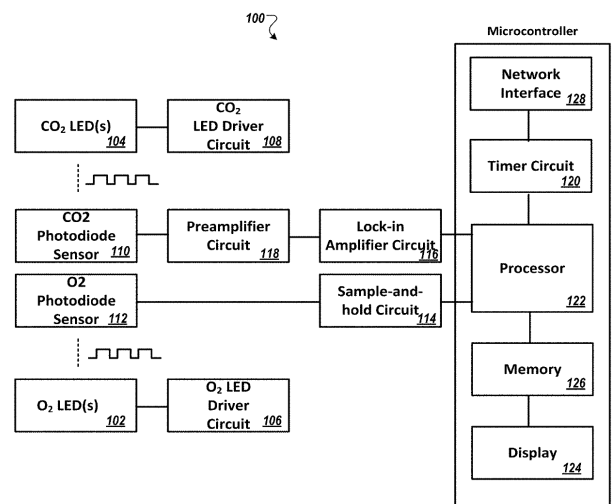 100
Microcontroller
Network
Interface
128
CO₂ LED(s)
104
CO₂
LED Driver
Circuit
108
Timer Circuit
120
CO2
Photodiode
Sensor
110
Preamplifier
Circuit
118
Lock-in
Amplifier Circuit
116
Processor
122
O2
Photodiode
Sensor
112
Sample-and-
hold Circuit
114
Memory
126
O₂ LED(s)
102
O₂ LED
Driver
Circuit
106
Display
124